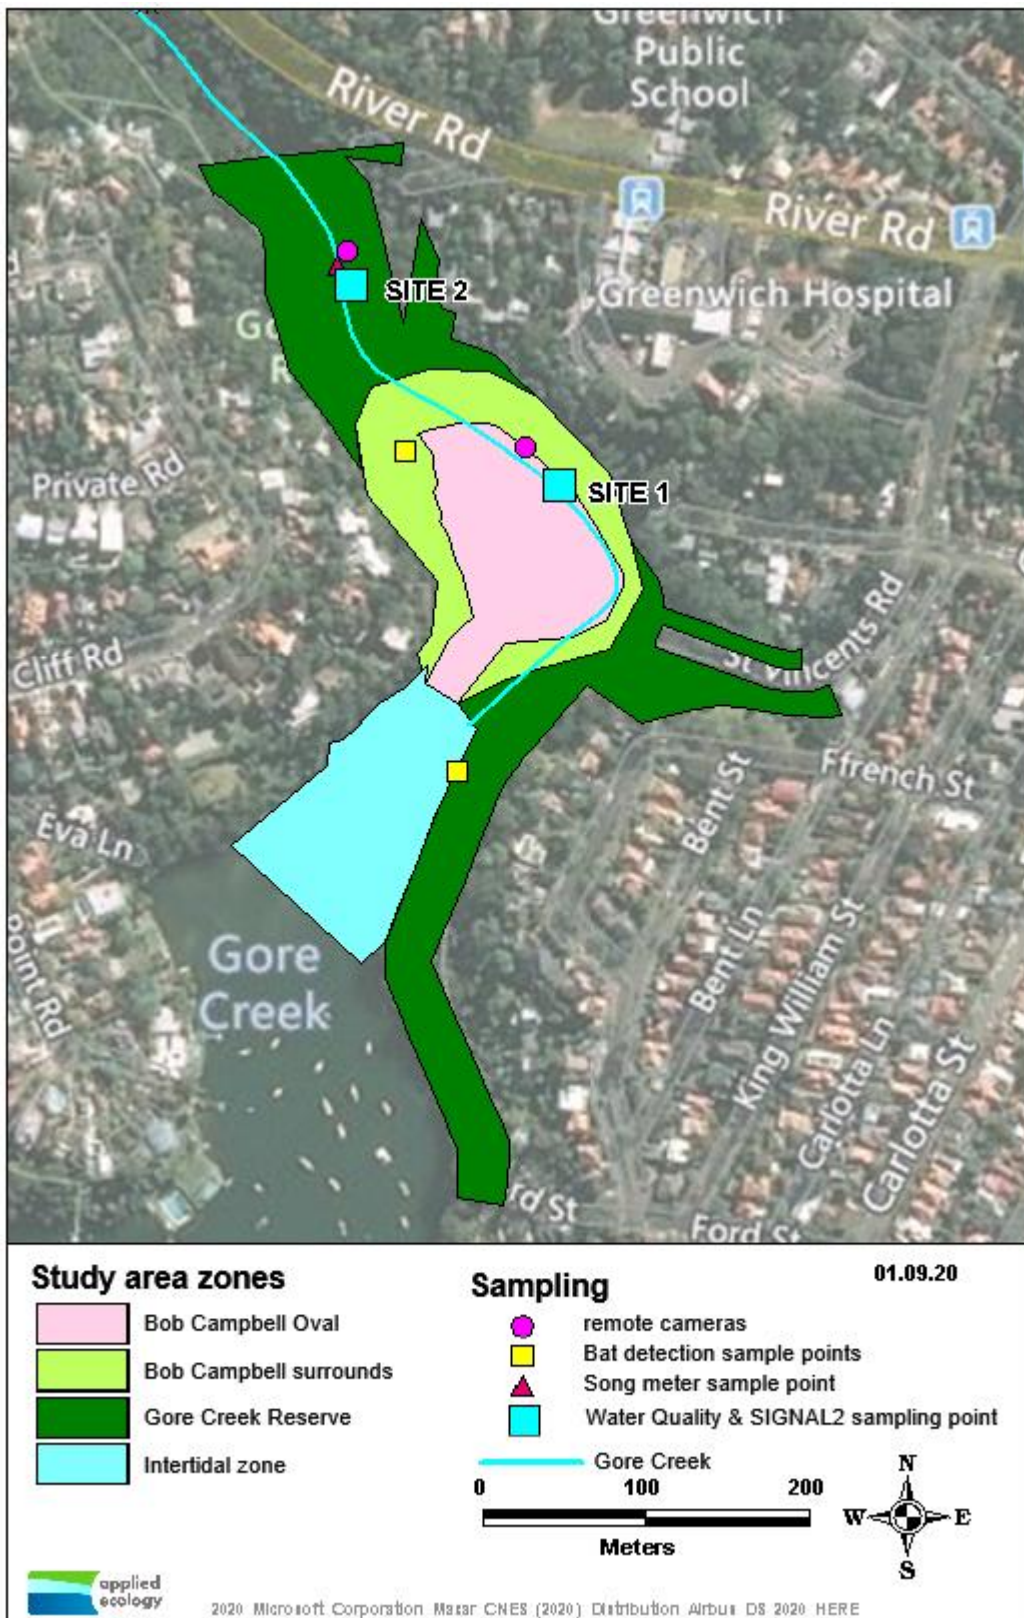 Greenwich
Public
School
River Rd
River Rd
SITE 2
Greenwich Hospital
Private Rd
SITE 1
Cliff Rd
St Vincents Rd
Ffrench St
Bent St
Eva Ln
Bent Ln
King William St
Gore
Creek
Point Rd
Carlotta Ln
Carlotta St
Ford St
Study area zones
Bob Campbell Oval
Bob Campbell surrounds
Gore Creek Reserve
Intertidal zone
Sampling
01.09.20
remote cameras
Bat detection sample points
Song meter sample point
Water Quality & SIGNAL2 sampling point
Gore Creek
0 100 200
Meters
N
W E
S
applied
ecology
2020 Microsoft Corporation Maxar CNES (2020) Distribution Airbus DS 2020 HERE